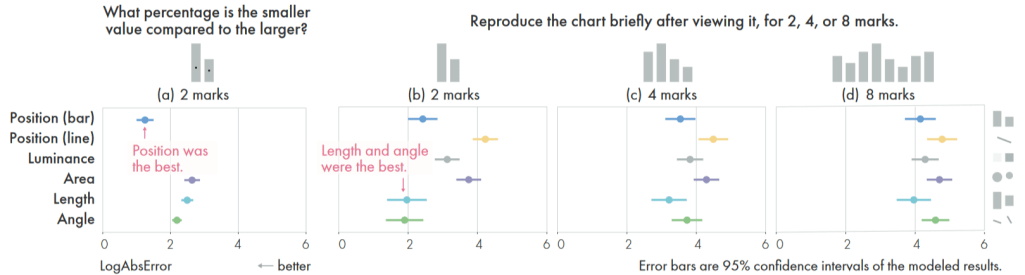 What percentage is the smaller
value compared to the larger?
Reproduce the chart briefly after viewing it, for 2, 4, or 8 marks.
(a) 2 marks
(b) 2 marks
(c) 4 marks
(d) 8 marks
Position (bar)
Position (line)
Luminance
Area
Length
Angle
Position was
the best.
Length and angle
were the best.
0 2 4 6
0 2 4 6
0 2 4 6
0 2 4 6
LogAbsError
← better
Error bars are 95% confidence intervals of the modeled results.